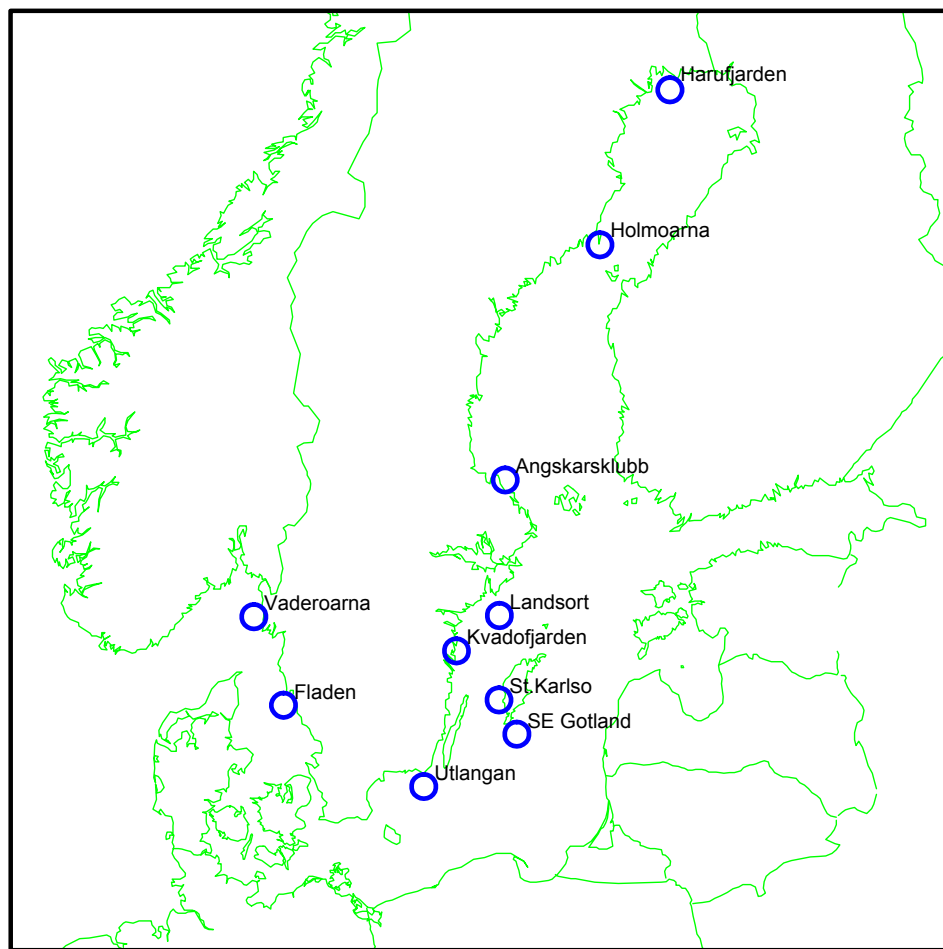 Harufjarden
Holmoarna
Angskarsklubb
Vaderoarna
Landsort
Kvadofjarden
Fladen
St.Karlso
SE Gotland
Utlangan